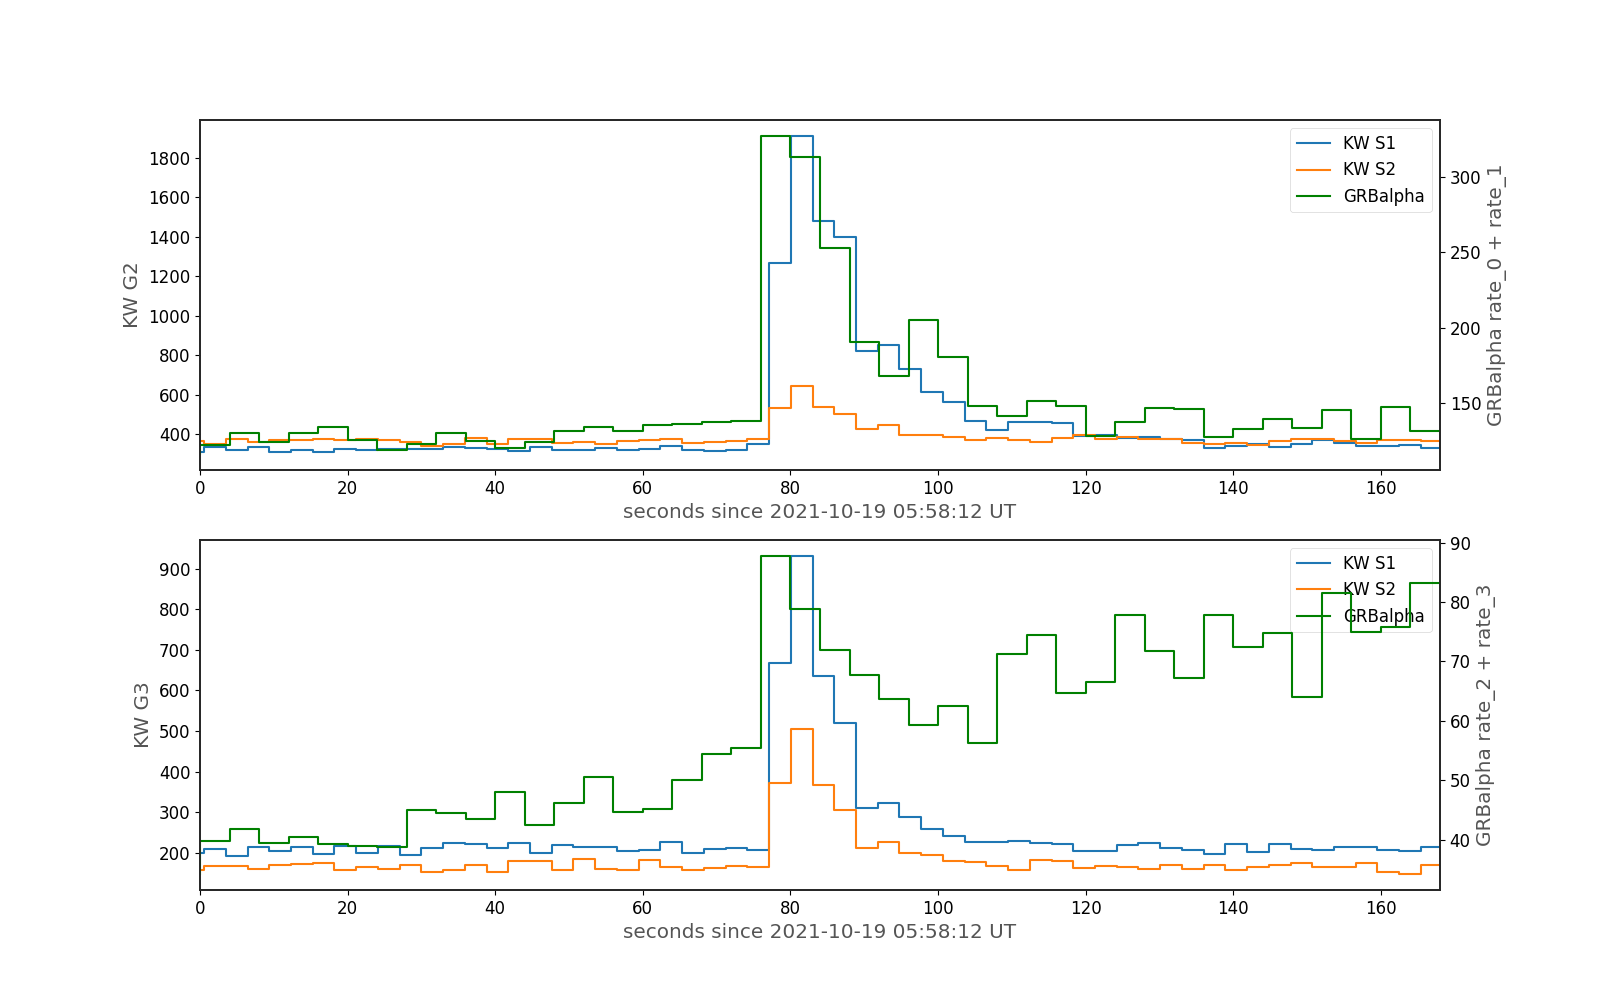 KW S1
KW S2
GRBalpha
1800
1600
1400
1200
1000
800
600
400
KW G2
300
250
200
150
GRBalpha rate_0 + rate_1
0 20 40 60 80 100 120 140 160
seconds since 2021-10-19 05:58:12 UT
KW S1
KW S2
GRBalpha
900
800
700
600
500
400
300
200
KW G3
90
80
70
60
50
40
GRBalpha rate_2 + rate_3
0 20 40 60 80 100 120 140 160
seconds since 2021-10-19 05:58:12 UT